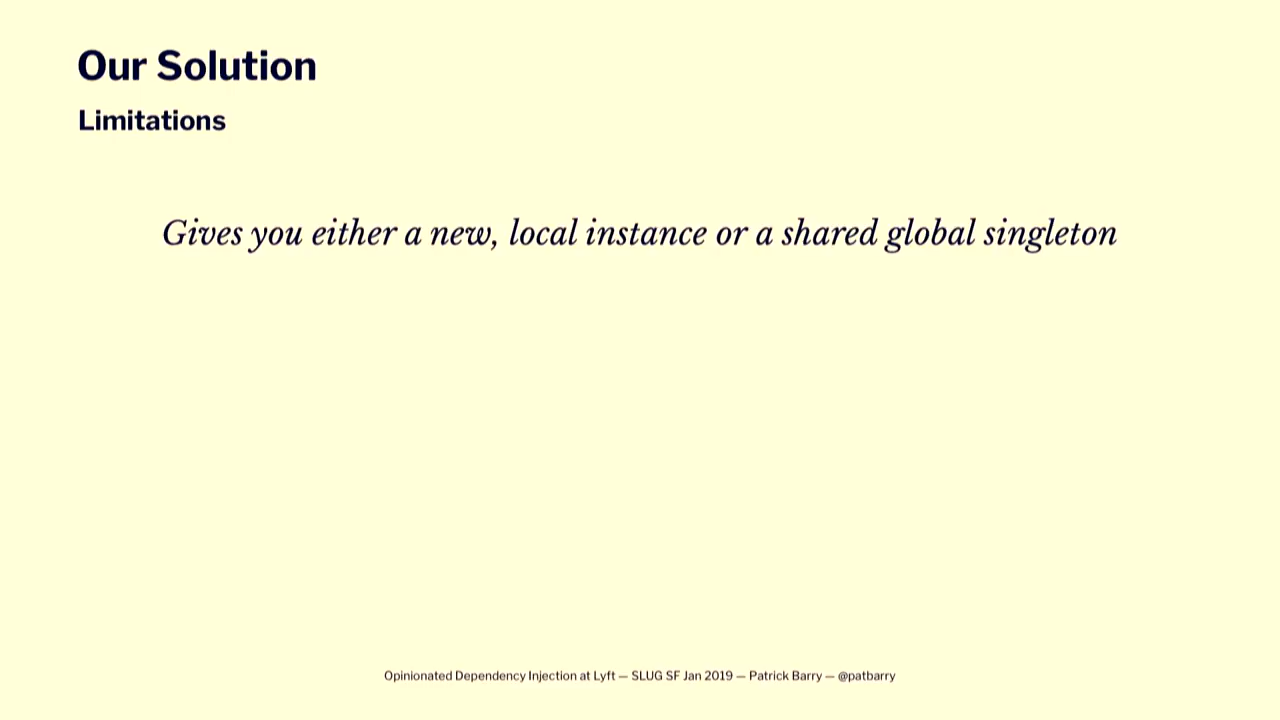 Our Solution
Limitations
Gives you either a new, local instance or a shared global singleton
Opinionated Dependency Injection at Lyft — SLUG SF Jan 2019 — Patrick Barry — @patbarry